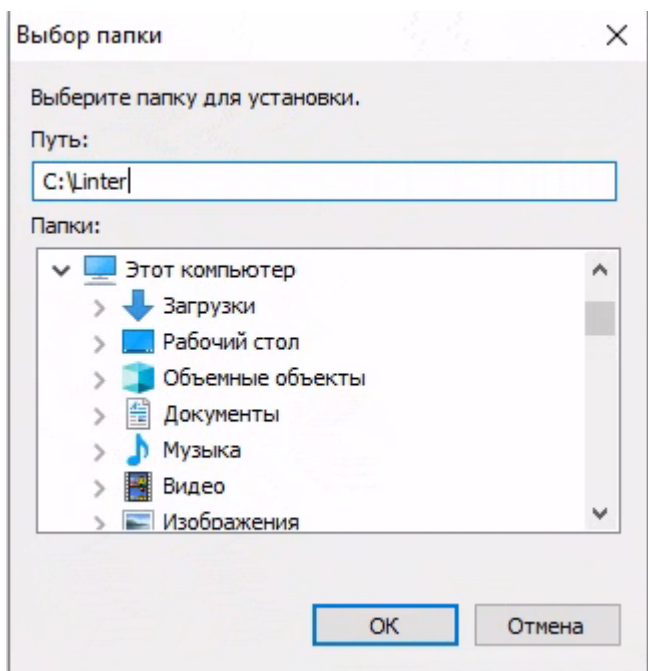 Выбор папки
Выберите папку для установки.
Путь:
C:\Linter
Папки:
Этот компьютер
Загрузки
Рабочий стол
Объемные объекты
Документы
Музыка
Видео
Изображения
ОК
Отмена